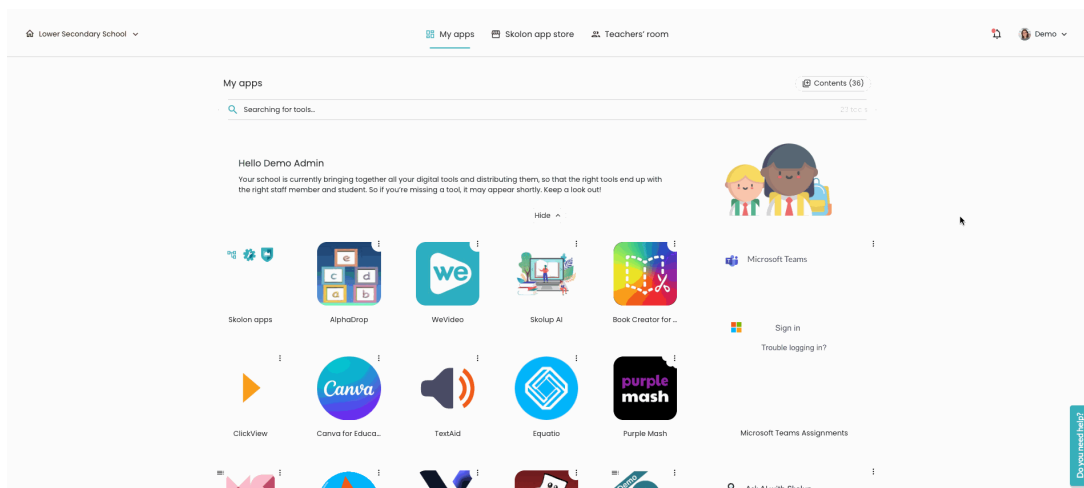 Lower Secondary School
My apps
Skolon app store
Teachers' room
Demo
My apps
Contents (36)
Searching for tools...
Hello Demo Admin
Your school is currently bringing together all your digital tools and distributing them, so that the right tools end up with
the right staff member and student. So if you're missing a tool, it may appear shortly. Keep a look out!
Hide
e
c d
a b
we
Microsoft Teams
Skolon apps
AlphaDrop
WeVideo
Skolup AI
Book Creator for ...
Sign in
Trouble logging in?
Canva
purple
mash
ClickView
Canva for Educa...
TextAid
Equatio
Purple Mash
Microsoft Teams Assignments
Do you need help?
Demo